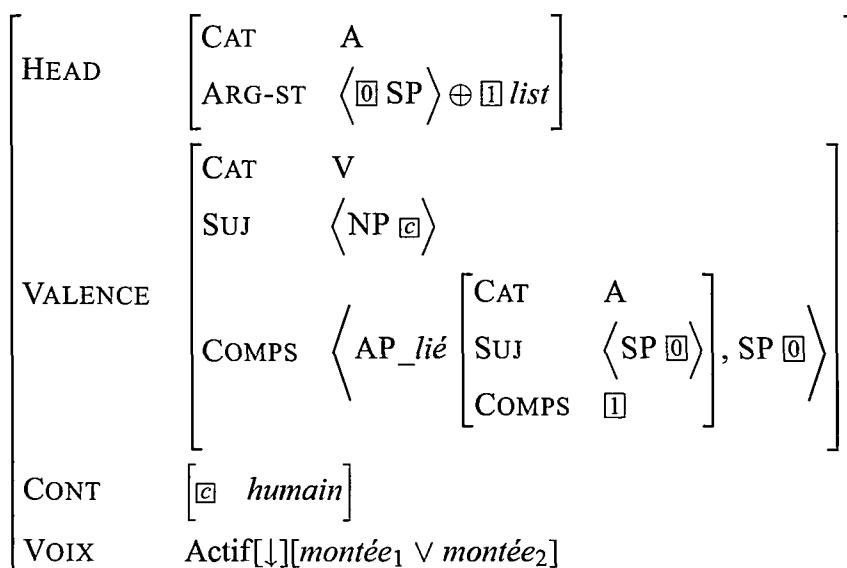 HEAD [CAT A
ARG-ST ⟨[0] SP⟩ ⊕ [1] list]
VALENCE [CAT V
SUJ ⟨NP [c]⟩
COMPS ⟨AP_lié [CAT A
SUJ ⟨SP [0]⟩
COMPS [1]], SP [0]⟩]
CONT [[c] humain]
VOIX Actif[↓][montée₁ ∨ montée₂]